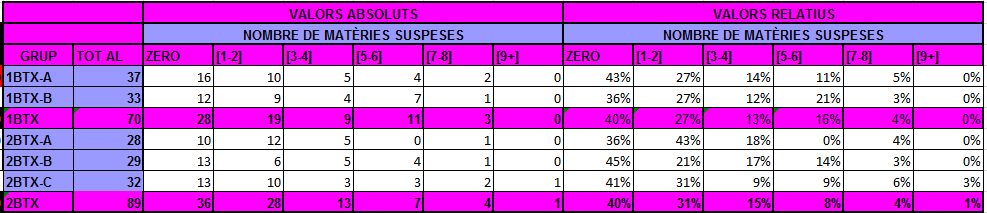 VALORS ABSOLUTS VALORS RELATIUS
NOMBRE DE MATÈRIES SUSPESES NOMBRE DE MATÈRIES SUSPESES
GRUP TOT AL ZERO [1-2] [3-4] [5-6] [7-8] [9+] ZERO [1-2] [3-4] [5-6] [7-8] [9+]
1BTX-A 37 16 10 5 4 2 0 43% 27% 14% 11% 5% 0%
1BTX-B 33 12 9 4 7 1 0 36% 27% 12% 21% 3% 0%
1BTX 70 28 19 9 11 3 0 40% 27% 13% 16% 4% 0%
2BTX-A 28 10 12 5 0 1 0 36% 43% 18% 0% 4% 0%
2BTX-B 29 13 6 5 4 1 0 45% 21% 17% 14% 3% 0%
2BTX-C 32 13 10 3 3 2 1 41% 31% 9% 9% 6% 3%
2BTX 89 36 28 13 7 4 1 40% 31% 15% 8% 4% 1%